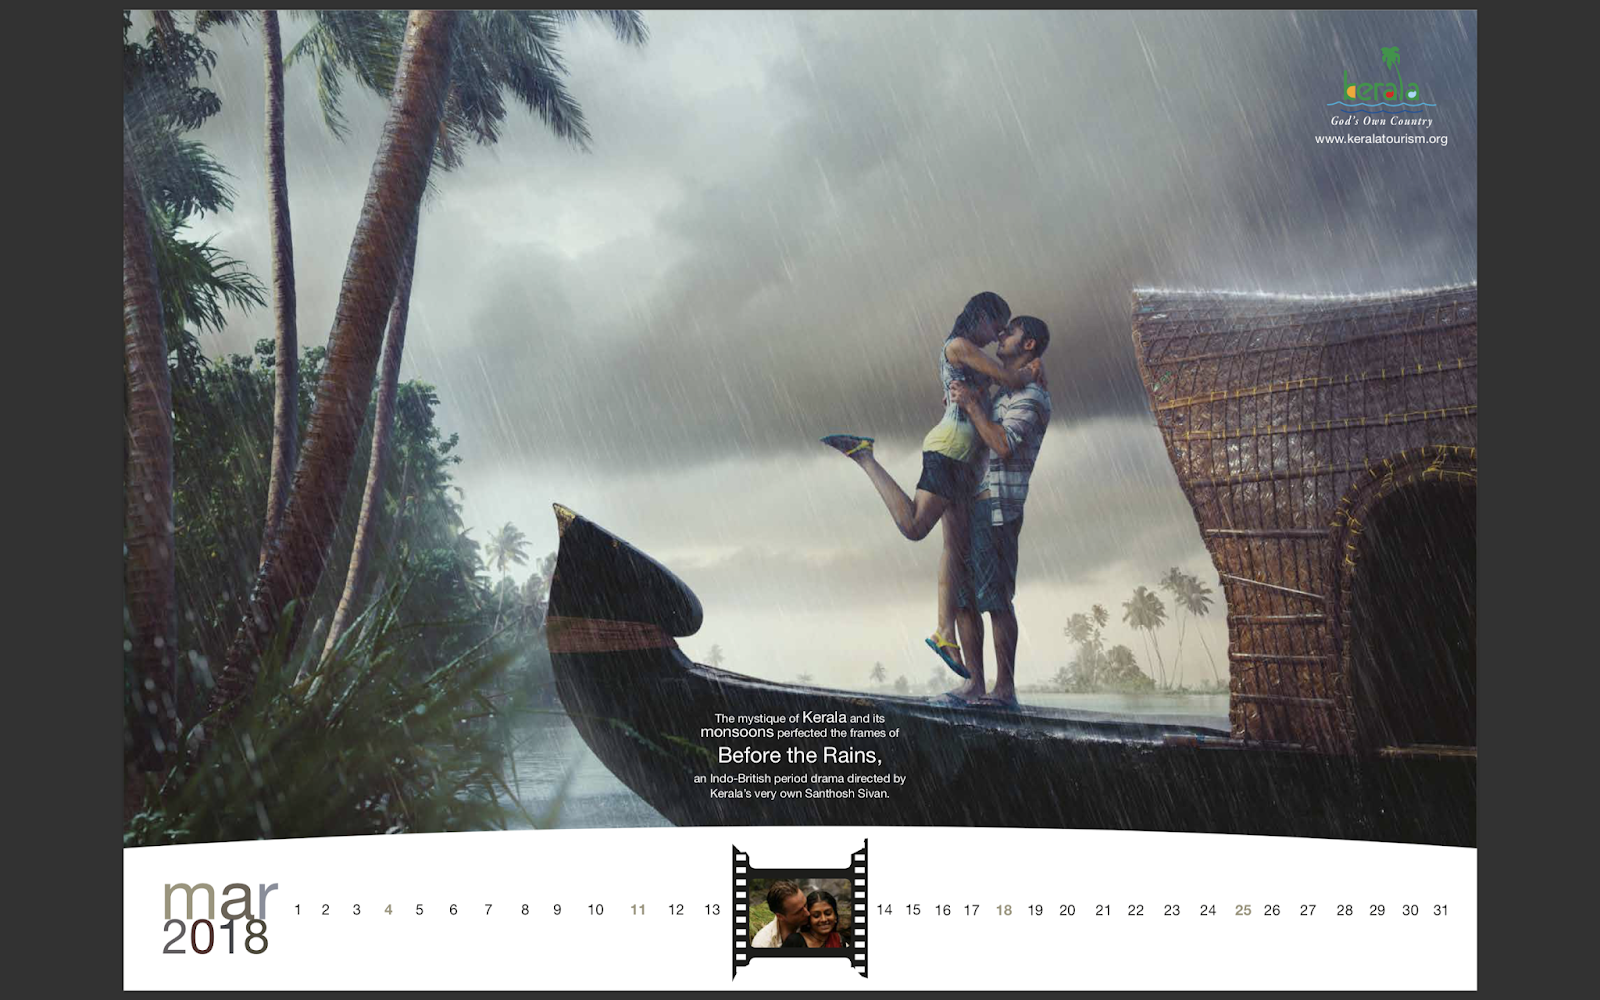 kerala
God's Own Country
www.keralatourism.org
The mystique of Kerala and its
monsoons perfected the frames of
Before the Rains,
an Indo-British period drama directed by
Kerala's very own Santhosh Sivan.
mar
2018
1 2 3 4 5 6 7 8 9 10 11 12 13 14 15 16 17 18 19 20 21 22 23 24 25 26 27 28 29 30 31